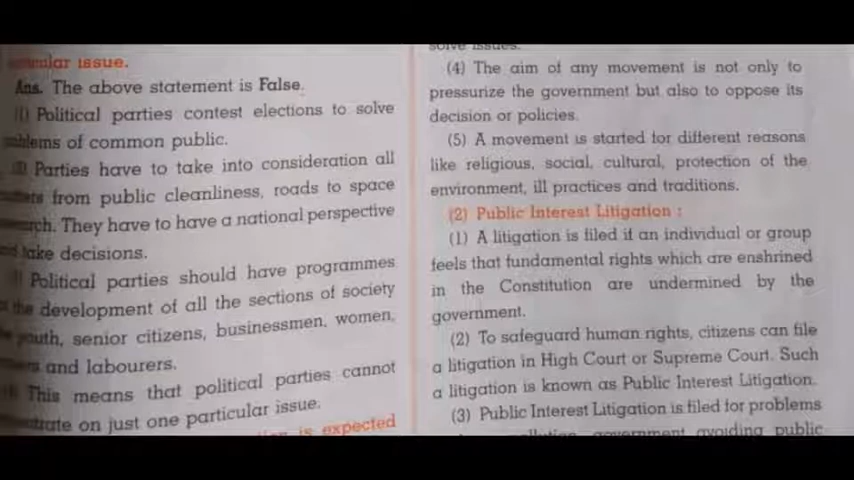 issue.
Ans. The above statement is False.
(1) Political parties contest elections to solve
of common public.
Parties have to take into consideration all
from public cleanliness, roads to space
They have to have a national perspective
take decisions.
Political parties should have programmes
the development of all the sections of society
youth, senior citizens, businessmen, women,
and labourers.
This means that political parties cannot
on just one particular issue.
is expected
solve issues.
(4) The aim of any movement is not only to
pressurize the government but also to oppose its
decision or policies.
(5) A movement is started for different reasons
like religious, social, cultural, protection of the
environment, ill practices and traditions.
(2) Public Interest Litigation :
(1) A litigation is filed if an individual or group
feels that fundamental rights which are enshrined
in the Constitution are undermined by the
government.
(2) To safeguard human rights, citizens can file
a litigation in High Court or Supreme Court. Such
a litigation is known as Public Interest Litigation.
(3) Public Interest Litigation is filed for problems
government avoiding public